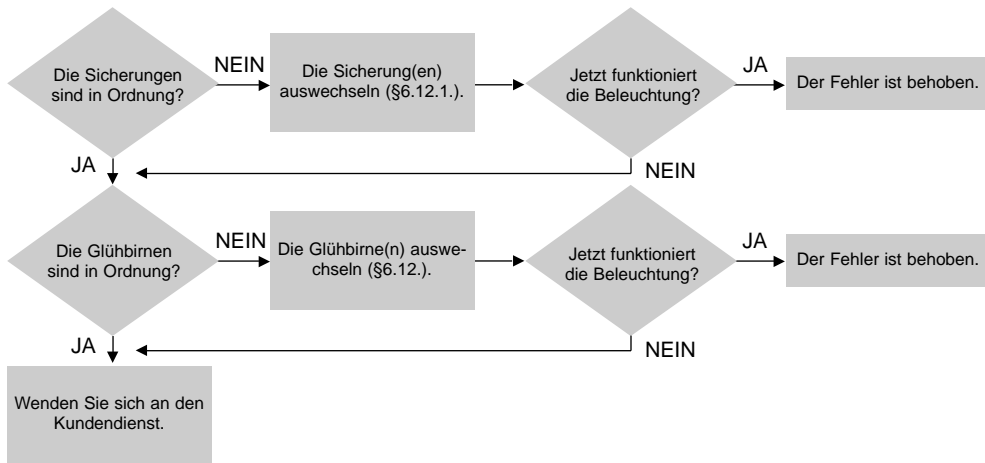 Die Sicherungen
sind in Ordnung?
NEIN
Die Sicherung(en)
auswechseln (§6.12.1.).
Jetzt funktioniert
die Beleuchtung?
JA
Der Fehler ist behoben.
JA
NEIN
Die Glühbirnen
sind in Ordnung?
NEIN
Die Glühbirne(n) auswe-
chseln (§6.12.).
Jetzt funktioniert
die Beleuchtung?
JA
Der Fehler ist behoben.
JA
NEIN
Wenden Sie sich an den
Kundendienst.